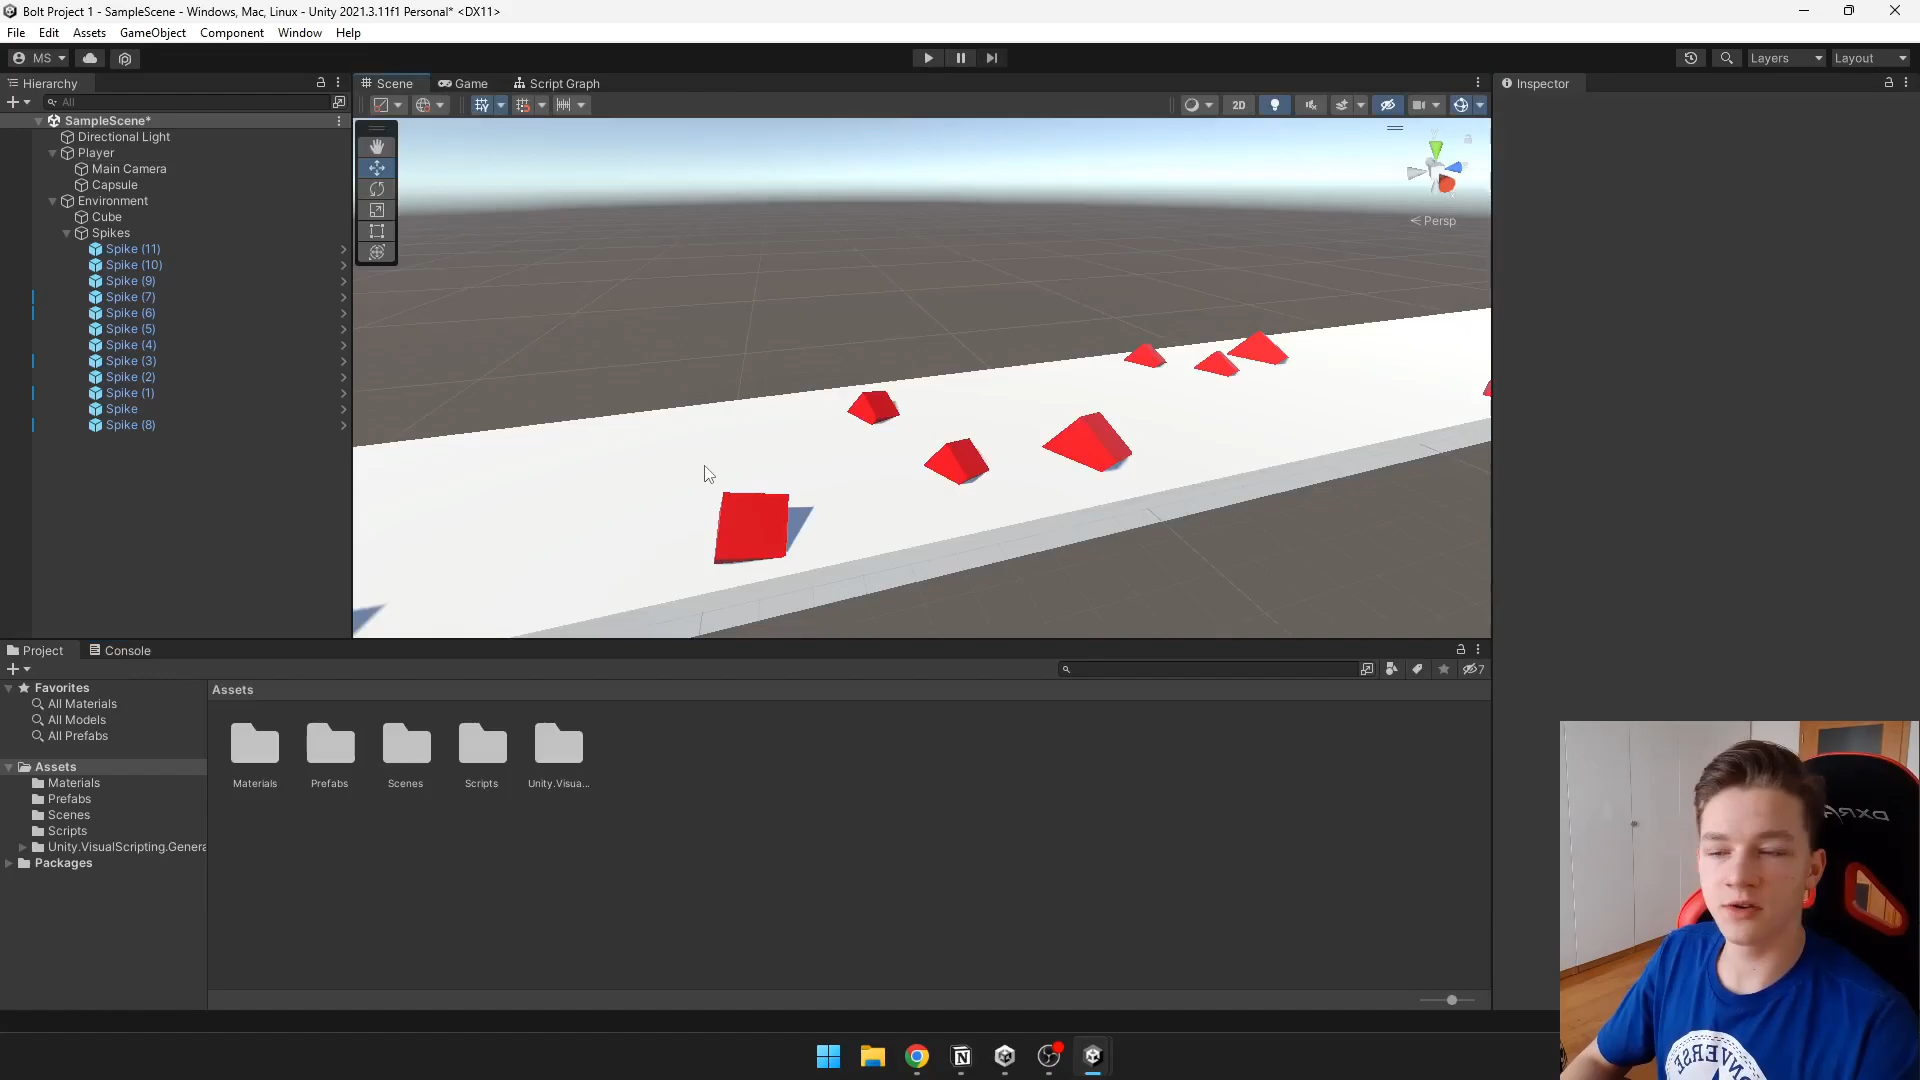 Bolt Project 1 - SampleScene - Windows, Mac, Linux - Unity 2021.3.11f1 Personal* <DX11>
File Edit Assets GameObject Component Window Help
MS
Layers Layout
Hierarchy
All
SampleScene*
Directional Light
Player
Main Camera
Capsule
Environment
Cube
Spikes
Spike (11)
Spike (10)
Spike (9)
Spike (7)
Spike (6)
Spike (5)
Spike (4)
Spike (3)
Spike (2)
Spike (1)
Spike
Spike (8)
Scene Game Script Graph
2D
Persp
Inspector
Project Console
7
Favorites
All Materials
All Models
All Prefabs
Assets
Materials
Prefabs
Scenes
Scripts
Unity.VisualScripting.Genera
Packages
Assets
Materials Prefabs Scenes Scripts Unity.Visua...
DXRA
CONVERSE